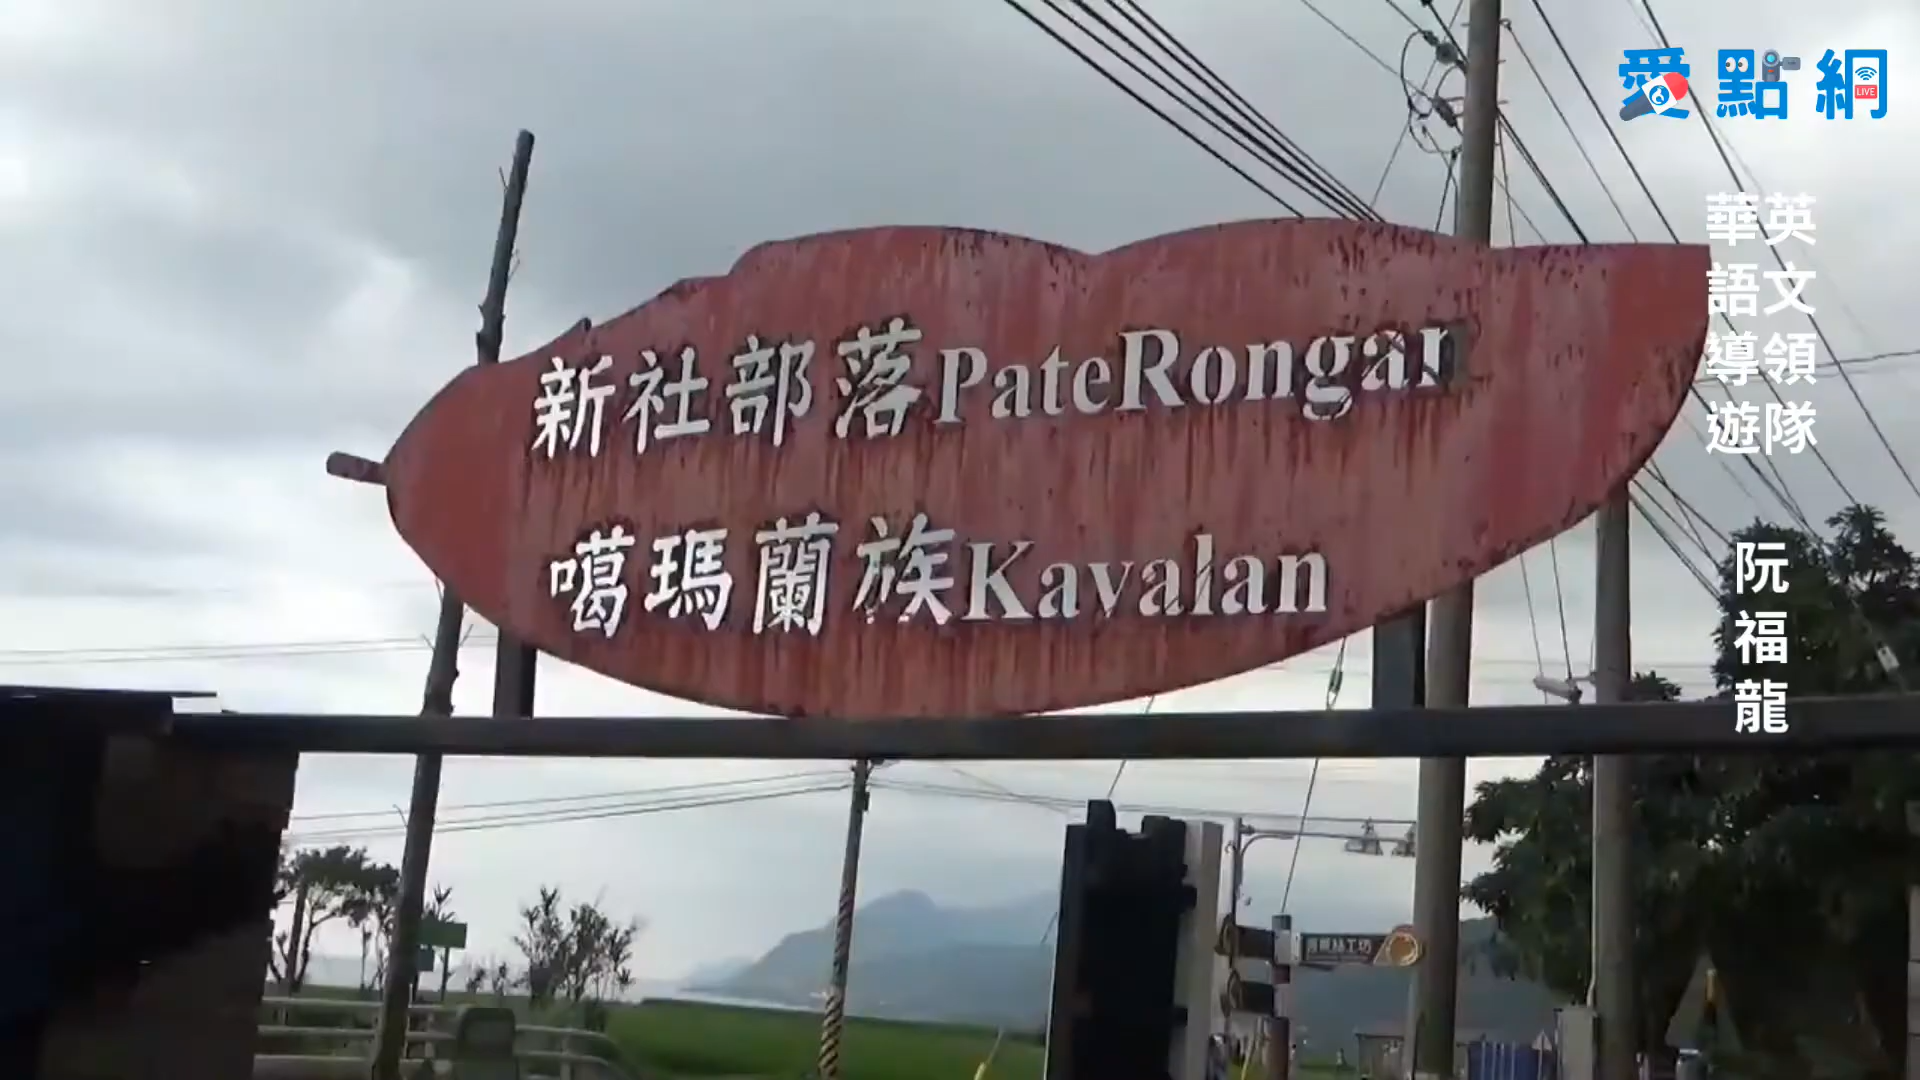 愛點網
LIVE
華語導遊
英文領隊
阮福龍
新社部落PateRongan
噶瑪蘭族Kavalan